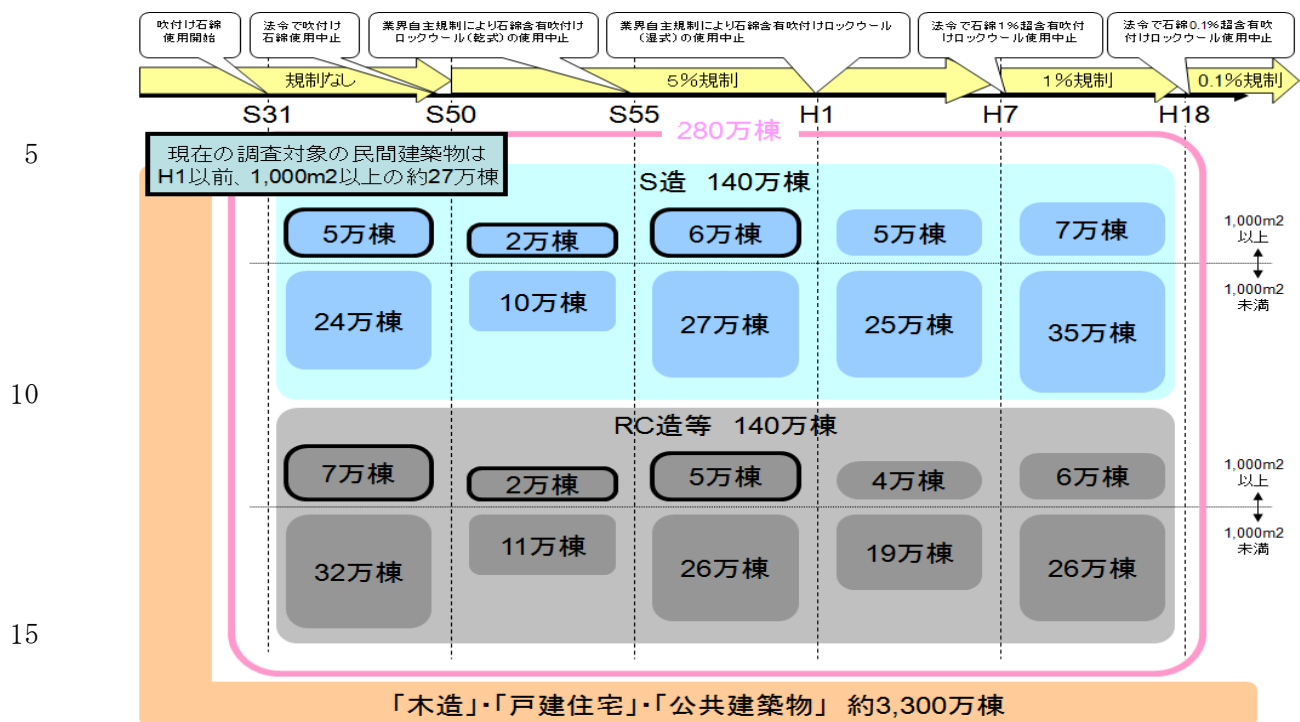 吹付け石綿
使用開始
法令で吹付け
石綿使用中止
業界自主規制により石綿含有吹付け
ロックウール(乾式)の使用中止
業界自主規制により石綿含有吹付けロックウール
(湿式)の使用中止
法令で石綿1%超含有吹付
けロックウール使用中止
法令で石綿0.1%超含有吹
付けロックウール使用中止
規制なし
5%規制
1%規制
0.1%規制
S31
S50
S55
H1
H7
H18
280万棟
5
現在の調査対象の民間建築物は
H1以前、1,000m2以上の約27万棟
S造 140万棟
5万棟
2万棟
6万棟
5万棟
7万棟
1,000m2
以上
1,000m2
未満
24万棟
10万棟
27万棟
25万棟
35万棟
10
RC造等 140万棟
7万棟
2万棟
5万棟
4万棟
6万棟
1,000m2
以上
1,000m2
未満
32万棟
11万棟
26万棟
19万棟
26万棟
15
「木造」・「戸建住宅」・「公共建築物」 約3,300万棟